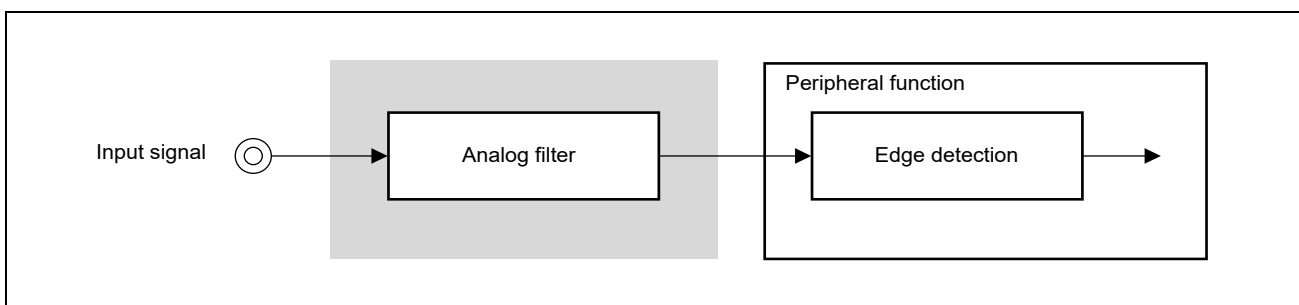 Peripheral function
Input signal
Analog filter
Edge detection